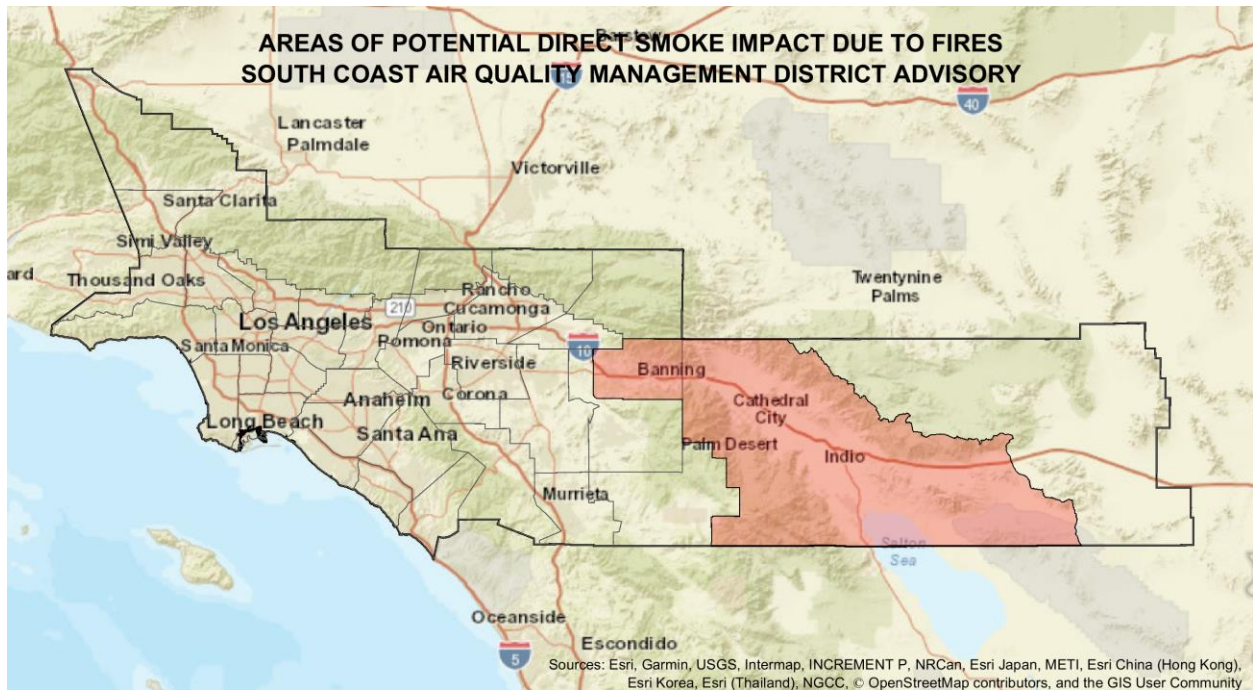 AREAS OF POTENTIAL DIRECT SMOKE IMPACT DUE TO FIRES
SOUTH COAST AIR QUALITY MANAGEMENT DISTRICT ADVISORY
Barstow
15
40
Lancaster
Palmdale
Victorville
Santa Clarita
Simi Valley
ard
Thousand Oaks
Twentynine
Palms
Rancho
Cucamonga
210
Los Angeles
Ontario
Santa Monica
Pomona
10
Riverside
Banning
Anaheim
Corona
Cathedral
City
Long Beach
Santa Ana
Palm Desert
Indio
Murrieta
Salton
Sea
Oceanside
Escondido
5
Sources: Esri, Garmin, USGS, Intermap, INCREMENT P, NRCan, Esri Japan, METI, Esri China (Hong Kong),
Esri Korea, Esri (Thailand), NGCC, © OpenStreetMap contributors, and the GIS User Community